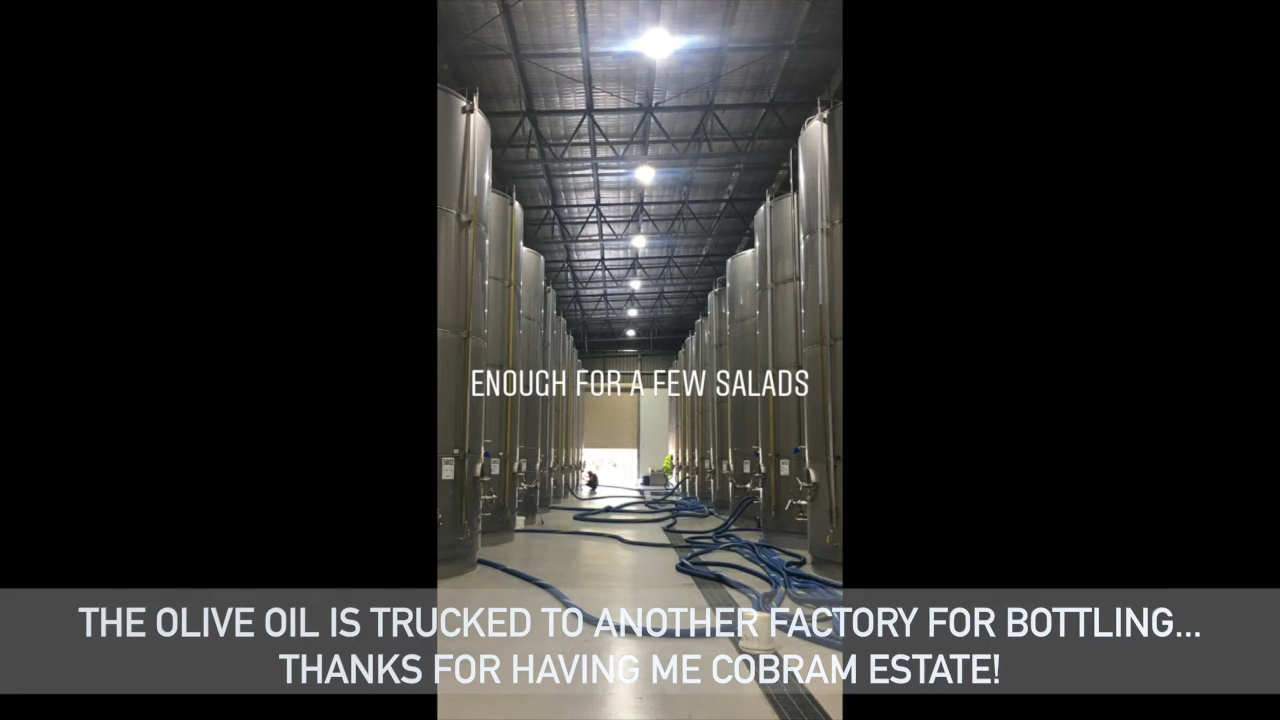 ENOUGH FOR A FEW SALADS
THE OLIVE OIL IS TRUCKED TO ANOTHER FACTORY FOR BOTTLING...
THANKS FOR HAVING ME COBRAM ESTATE!